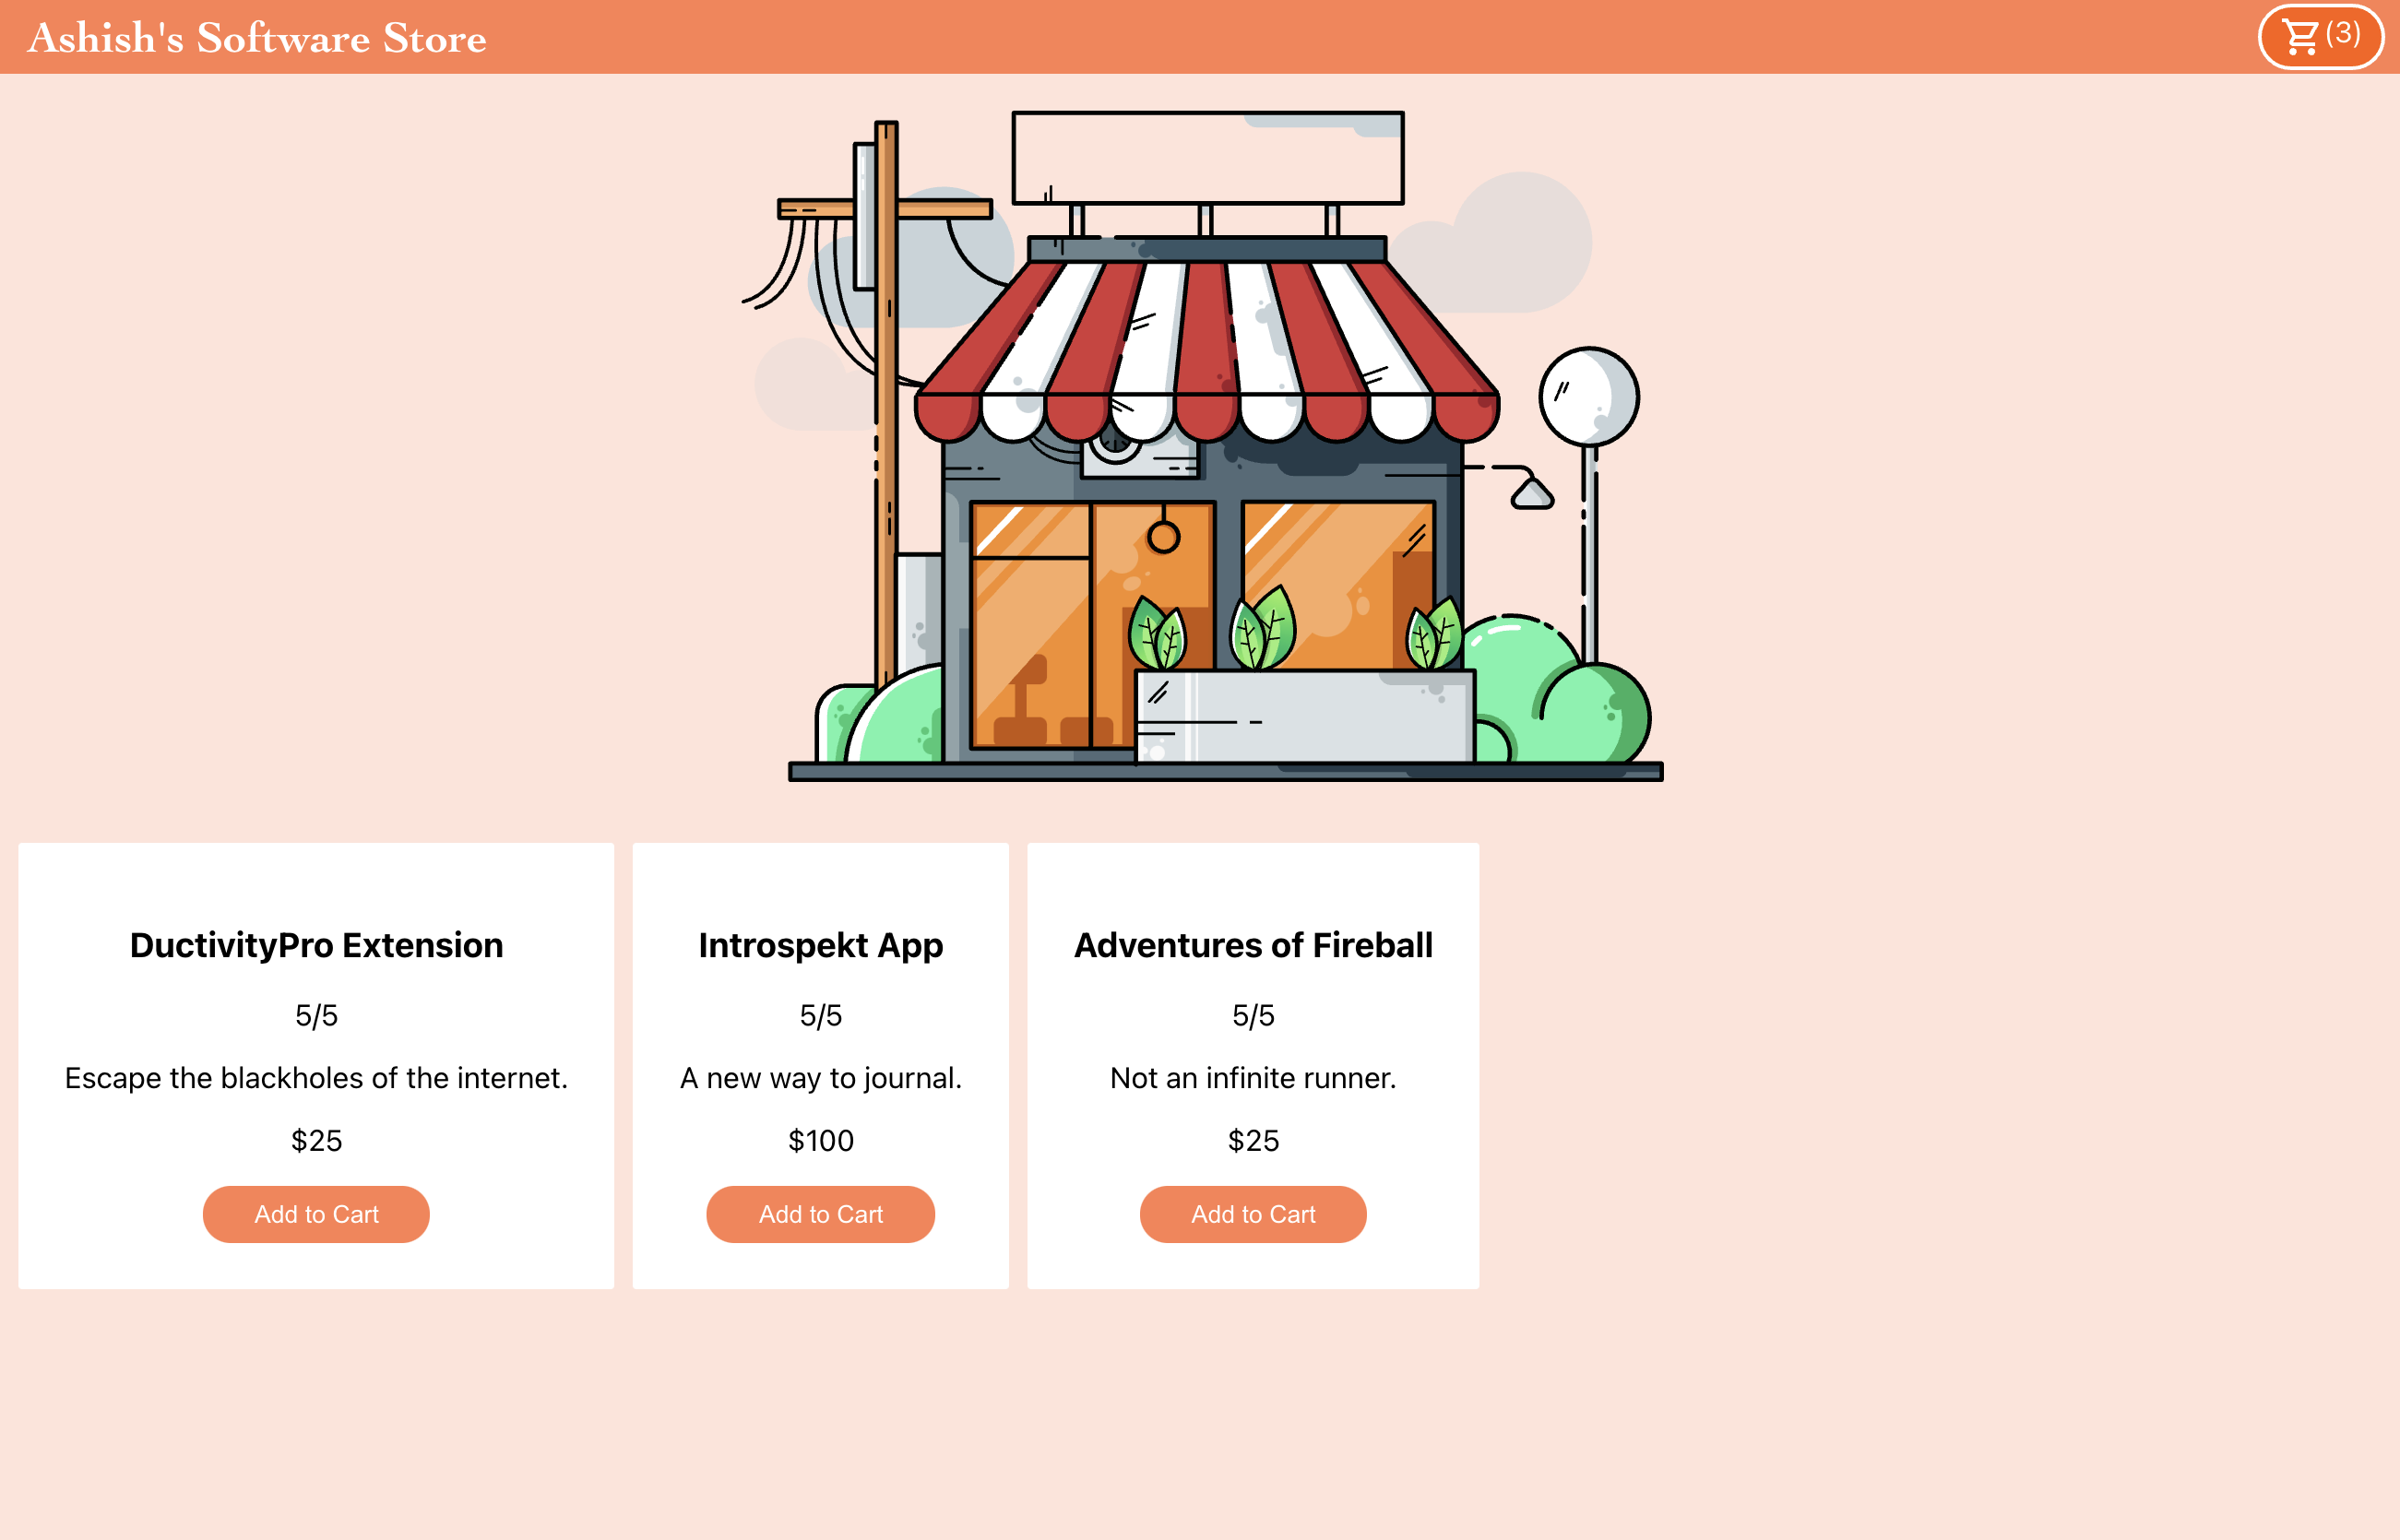 Ashish's Software Store
(3)
DuctivityPro Extension
5/5
Escape the blackholes of the internet.
$25
Add to Cart
Introspekt App
5/5
A new way to journal.
$100
Add to Cart
Adventures of Fireball
5/5
Not an infinite runner.
$25
Add to Cart